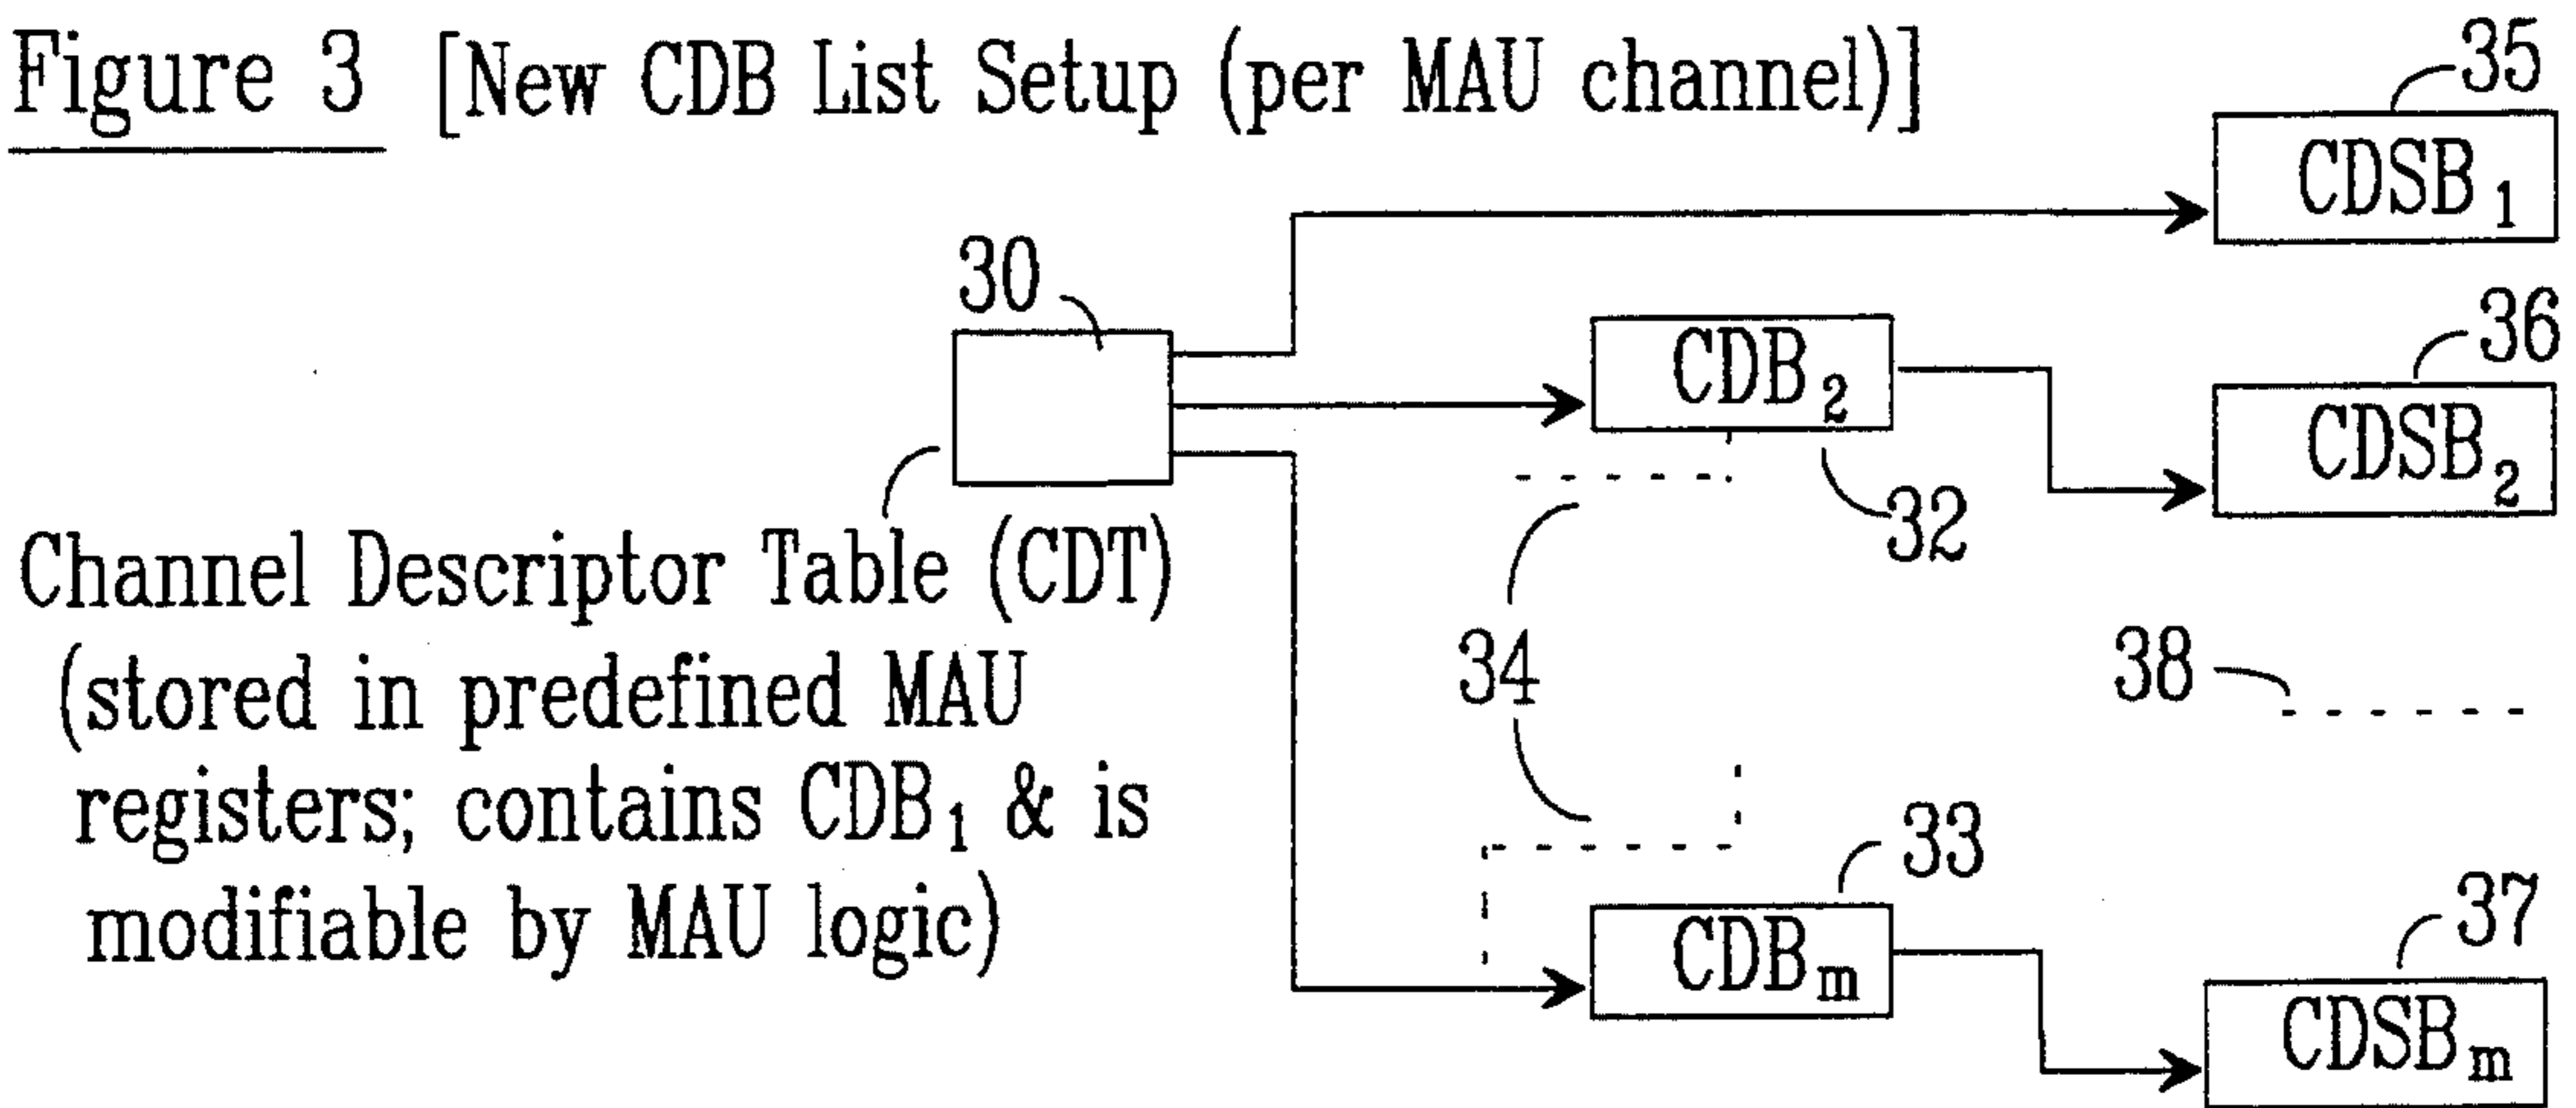 Figure 3 [New CDB List Setup (per MAU channel)]
35
CDSB1
30
CDB2
36
CDSB2
32
Channel Descriptor Table (CDT)
(stored in predefined MAU
registers; contains CDB1 & is
modifiable by MAU logic)
34
38
33
CDBm
37
CDSBm